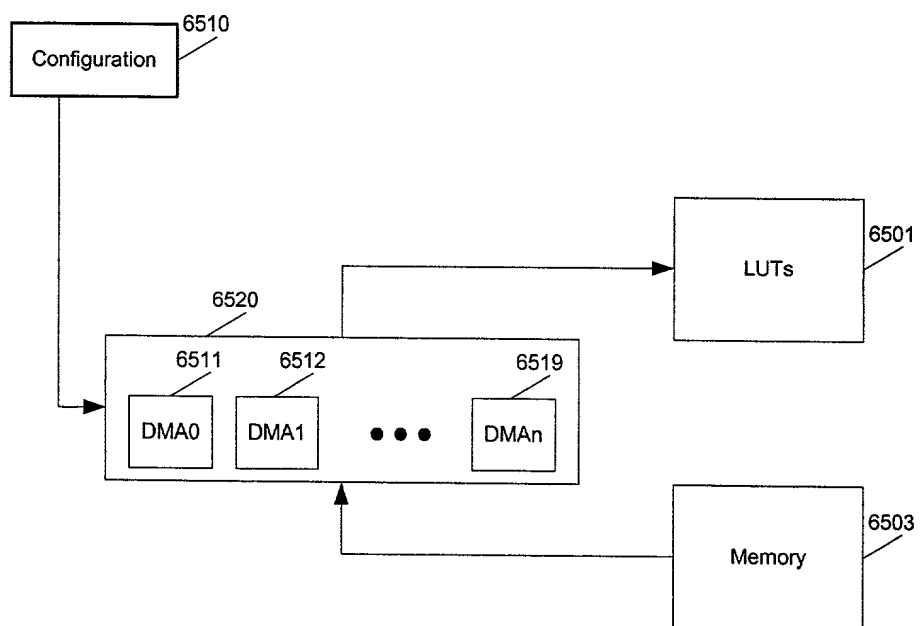 6510
Configuration
6501
LUTs
6520
6511
6512
6519
DMA0
DMA1
DMAn
6503
Memory